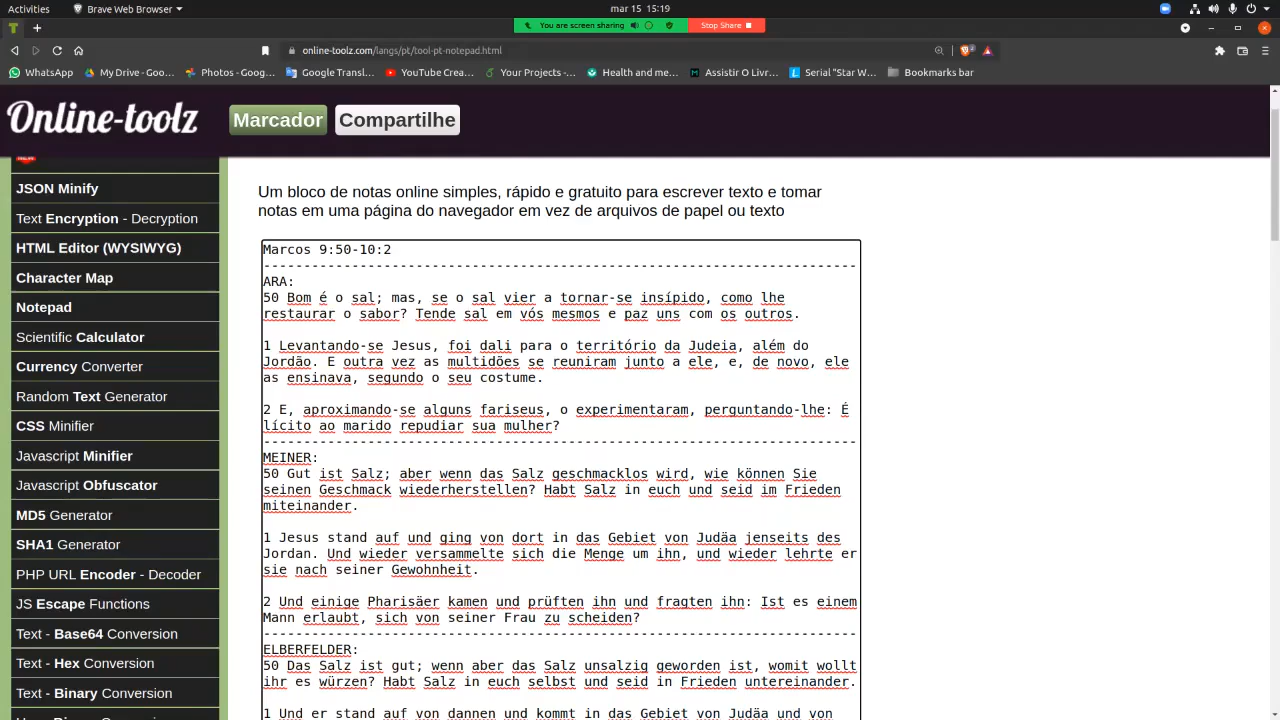 Activities
Brave Web Browser
mar 15 15:19
You are screen sharing
Stop Share
T
online-toolz.com/langs/pt/tool-pt-notepad.html
WhatsApp
My Drive - Goo...
Photos - Goog...
Google Transl...
YouTube Crea...
Your Projects -...
Health and me...
Assistir O Livr...
Serial "Star W...
Bookmarks bar
Online-toolz
Marcador
Compartilhe
JSON Minify
Text Encryption - Decryption
HTML Editor (WYSIWYG)
Character Map
Notepad
Scientific Calculator
Currency Converter
Random Text Generator
CSS Minifier
Javascript Minifier
Javascript Obfuscator
MD5 Generator
SHA1 Generator
PHP URL Encoder - Decoder
JS Escape Functions
Text - Base64 Conversion
Text - Hex Conversion
Text - Binary Conversion
Um bloco de notas online simples, rápido e gratuito para escrever texto e tomar
notas em uma página do navegador em vez de arquivos de papel ou texto
Marcos 9:50-10:2
--------------------------------------------------------------------------
ARA:
50 Bom é o sal; mas, se o sal vier a tornar-se insípido, como lhe
restaurar o sabor? Tende sal em vós mesmos e paz uns com os outros.
1 Levantando-se Jesus, foi dali para o território da Judeia, além do
Jordão. E outra vez as multidões se reuniram junto a ele, e, de novo, ele
as ensinava, segundo o seu costume.
2 E, aproximando-se alguns fariseus, o experimentaram, perguntando-lhe: É
lícito ao marido repudiar sua mulher?
--------------------------------------------------------------------------
MEINER:
50 Gut ist Salz; aber wenn das Salz geschmacklos wird, wie können Sie
seinen Geschmack wiederherstellen? Habt Salz in euch und seid im Frieden
miteinander.
1 Jesus stand auf und ging von dort in das Gebiet von Judäa jenseits des
Jordan. Und wieder versammelte sich die Menge um ihn, und wieder lehrte er
sie nach seiner Gewohnheit.
2 Und einige Pharisäer kamen und prüften ihn und fragten ihn: Ist es einem
Mann erlaubt, sich von seiner Frau zu scheiden?
--------------------------------------------------------------------------
ELBERFELDER:
50 Das Salz ist gut; wenn aber das Salz unsalzig geworden ist, womit wollt
ihr es würzen? Habt Salz in euch selbst und seid in Frieden untereinander.
1 Und er stand auf von dannen und kommt in das Gebiet von Judäa und von